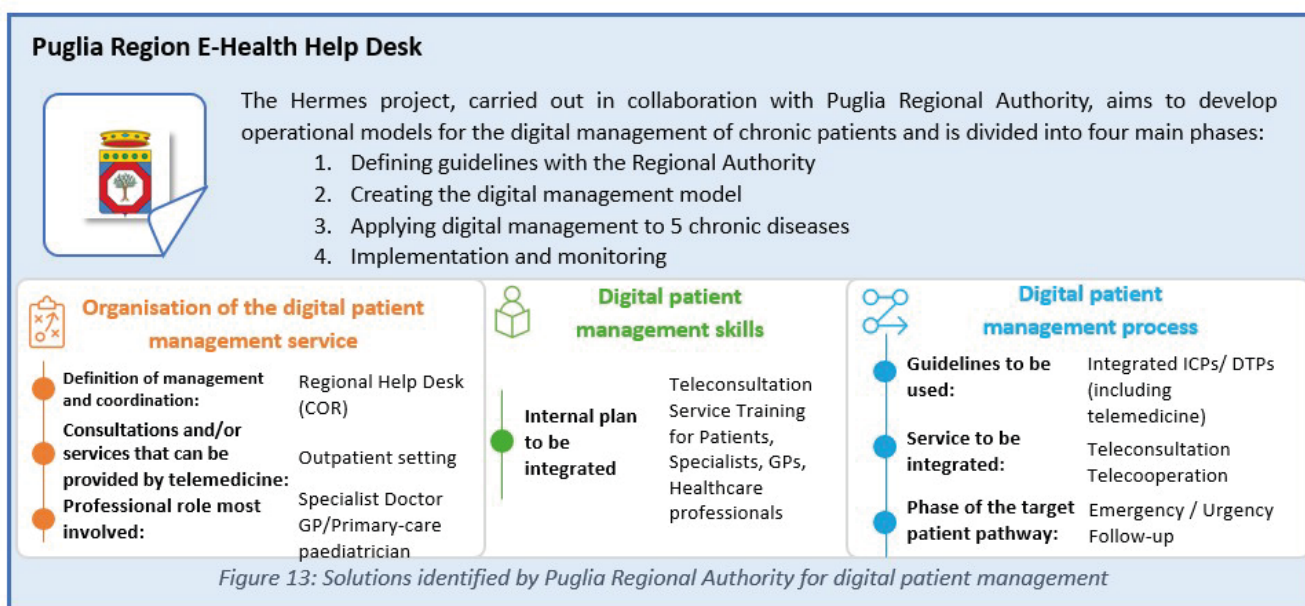 Puglia Region E-Health Help Desk
The Hermes project, carried out in collaboration with Puglia Regional Authority, aims to develop
operational models for the digital management of chronic patients and is divided into four main phases:
1. Defining guidelines with the Regional Authority
2. Creating the digital management model
3. Applying digital management to 5 chronic diseases
4. Implementation and monitoring
Organisation of the digital patient
management service
Definition of management
and coordination:
Regional Help Desk
(COR)
Consultations and/or
services that can be
provided by telemedicine:
Outpatient setting
Professional role most
involved:
Specialist Doctor
GP/Primary-care
paediatrician
Digital patient
management skills
Internal plan
to be
integrated
Teleconsultation
Service Training
for Patients,
Specialists, GPs,
Healthcare
professionals
Digital patient
management process
Guidelines to be
used:
Integrated ICPs/ DTPs
(including
telemedicine)
Service to be
integrated:
Teleconsultation
Telecooperation
Phase of the target
patient pathway:
Emergency / Urgency
Follow-up
Figure 13: Solutions identified by Puglia Regional Authority for digital patient management